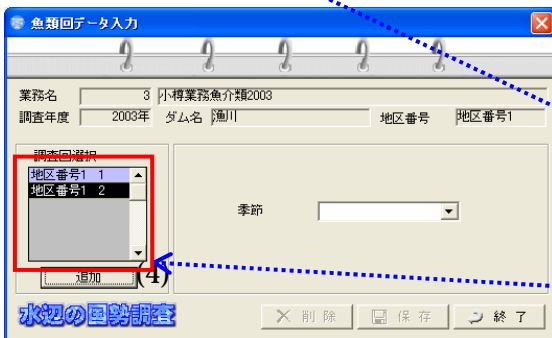 魚類回データ入力
業務名 3 小樽業務魚介類2003
調査年度 2003年 ダム名 漁川 地区番号 地区番号1
調査回選択
地区番号1 1
地区番号1 2
季節
追加 (4)
水辺の国勢調査 削除 保存 終了